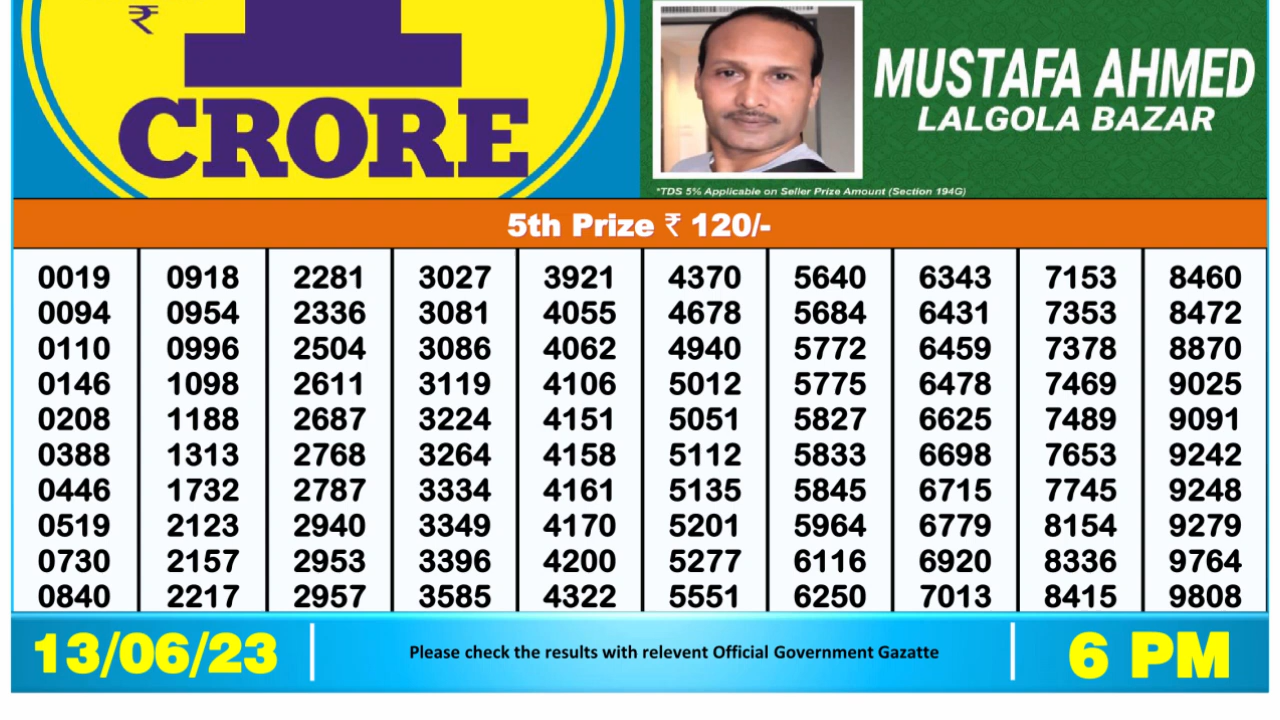 ₹
1
CRORE
MUSTAFA AHMED
LALGOLA BAZAR
*TDS 5% Applicable on Seller Prize Amount (Section 194G)
5th Prize ₹ 120/-
0019 0918 2281 3027 3921 4370 5640 6343 7153 8460
0094 0954 2336 3081 4055 4678 5684 6431 7353 8472
0110 0996 2504 3086 4062 4940 5772 6459 7378 8870
0146 1098 2611 3119 4106 5012 5775 6478 7469 9025
0208 1188 2687 3224 4151 5051 5827 6625 7489 9091
0388 1313 2768 3264 4158 5112 5833 6698 7653 9242
0446 1732 2787 3334 4161 5135 5845 6715 7745 9248
0519 2123 2940 3349 4170 5201 5964 6779 8154 9279
0730 2157 2953 3396 4200 5277 6116 6920 8336 9764
0840 2217 2957 3585 4322 5551 6250 7013 8415 9808
13/06/23
Please check the results with relevent Official Government Gazatte
6 PM